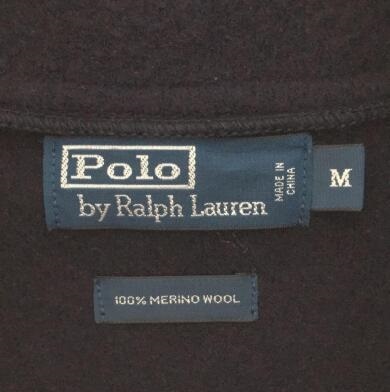 Polo
by Ralph Lauren
MADE IN
CHINA
M
100% MERINO WOOL